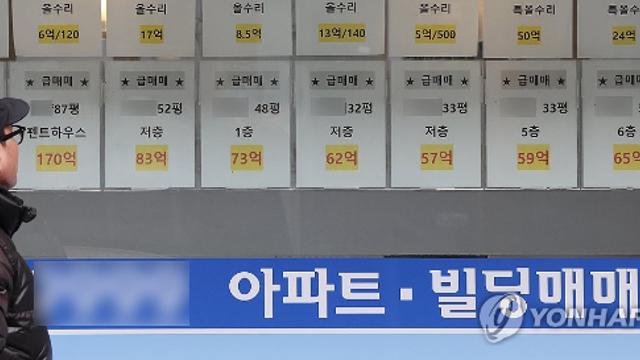 올수리 올수리 올수리 올수리 특올수리 특수리
6억/120 17억 8.5억 13억/140 5억/500 50억 24억
★ 급매매 ★ ★ 급매매 ★ ★ 급매매 ★ ★ 급매매 ★ ★ 급매매 ★ ★ 급매매 ★ ★ 급매
87평 52평 48평 32평 33평 33평
펜트하우스 저층 1층 저층 저층 5층 6층
170억 83억 73억 62억 57억 59억 65억
아파트·빌딩매매
YONHAP